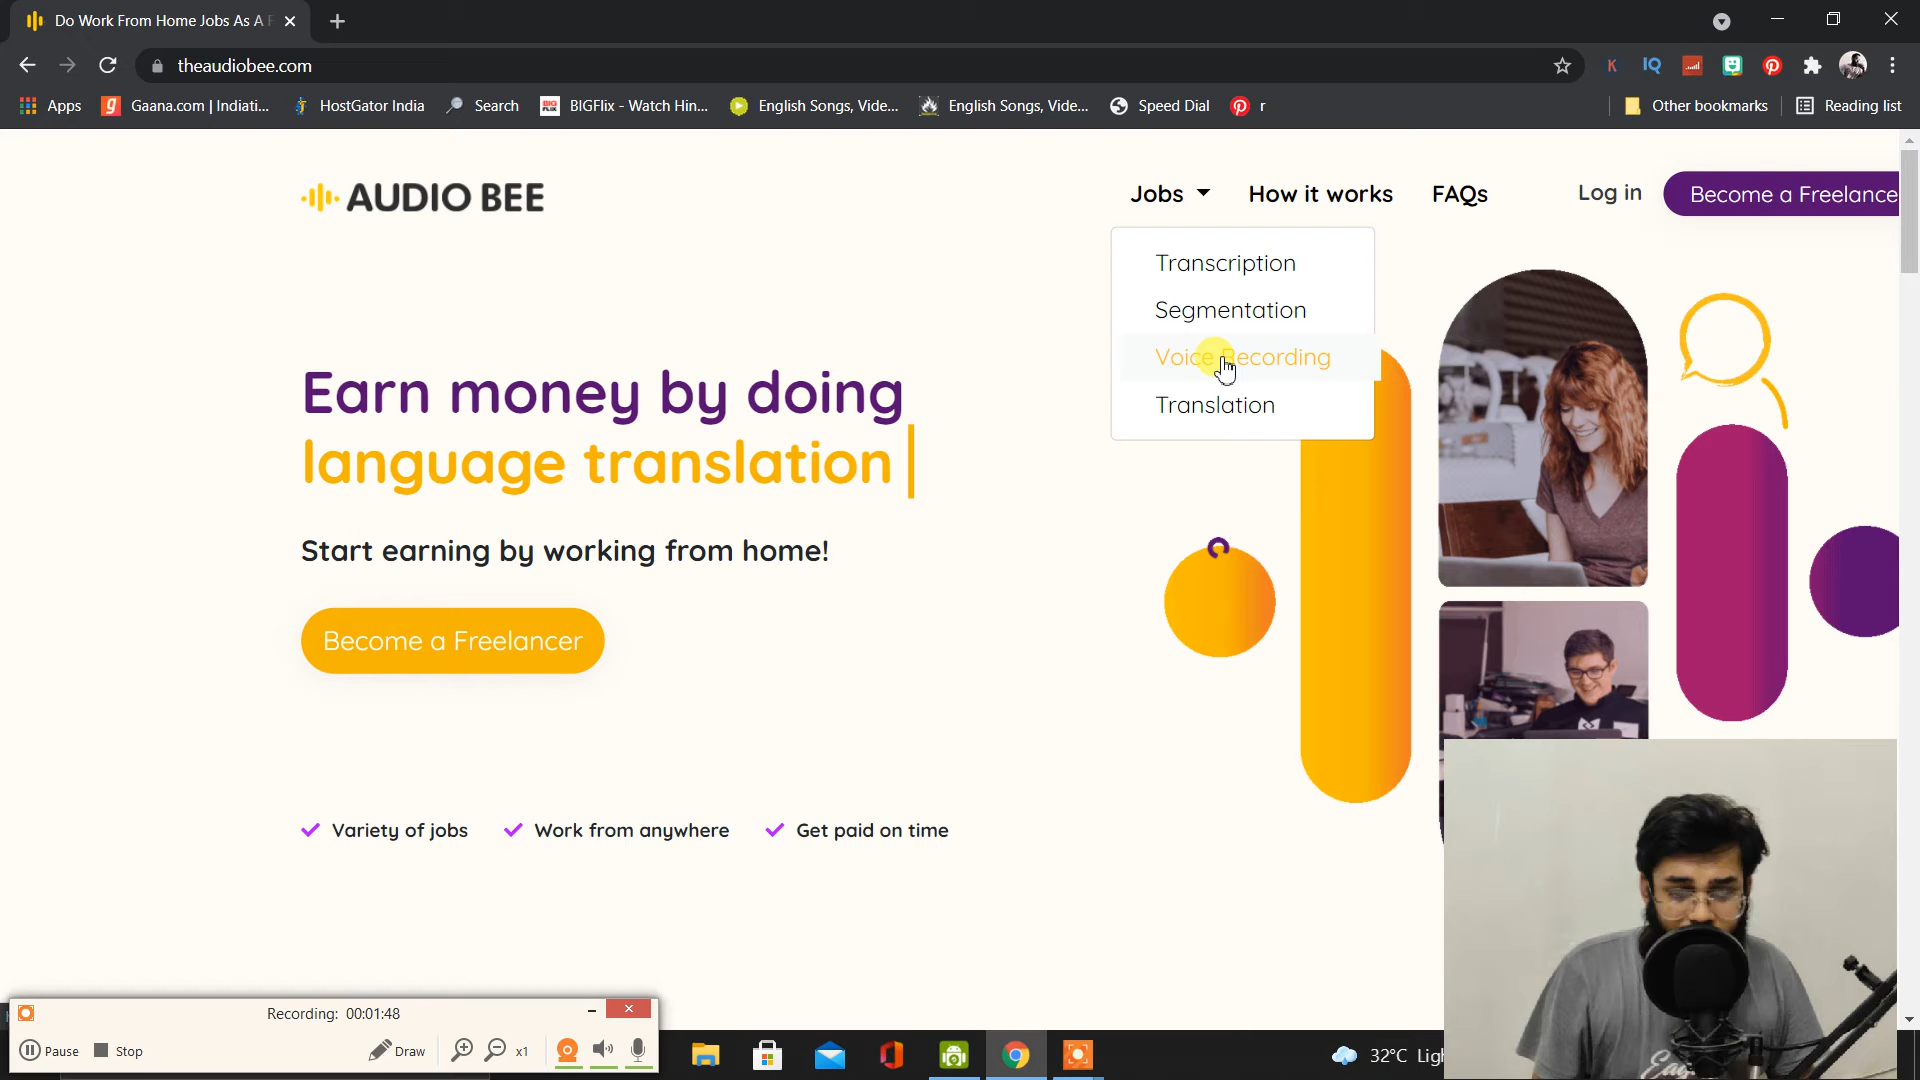 Do Work From Home Jobs As A F
theaudiobee.com
Apps
Gaana.com | Indiati...
HostGator India
Search
BIGFlix - Watch Hin...
English Songs, Vide...
English Songs, Vide...
Speed Dial
r
Other bookmarks
Reading list
AUDIO BEE
Jobs
How it works
FAQs
Log in
Become a Freelance
Transcription
Segmentation
Voice Recording
Translation
Earn money by doing
language translation
Start earning by working from home!
Become a Freelancer
Variety of jobs
Work from anywhere
Get paid on time
Recording: 00:01:48
Pause
Stop
Draw
x1
32°C Ligh